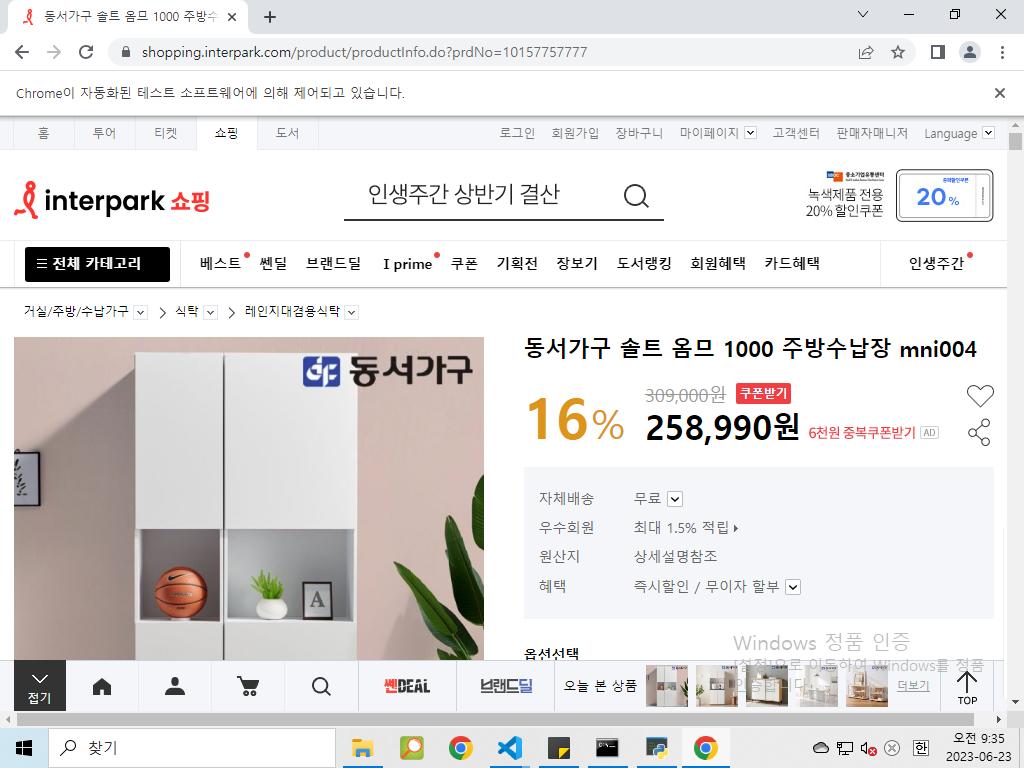 동서가구 솔트 옴므 1000 주방수
shopping.interpark.com/product/productInfo.do?prdNo=10157757777
Chrome이 자동화된 테스트 소프트웨어에 의해 제어되고 있습니다.
홈 투어 티켓 쇼핑 도서 로그인 회원가입 장바구니 마이페이지 고객센터 판매자매니저 Language
interpark 쇼핑
인생주간 상반기 결산
중소기업유통센터
녹색제품 전용
20% 할인쿠폰
중복할인쿠폰
20%
전체 카테고리 베스트 쎈딜 브랜드딜 I prime 쿠폰 기획전 장보기 도서랭킹 회원혜택 카드혜택 인생주간
거실/주방/수납가구 식탁 레인지대겸용식탁
동서가구
A
동서가구 솔트 옴므 1000 주방수납장 mni004
16% 309,000원 쿠폰받기
258,990원 6천원 중복쿠폰받기 AD
자체배송 무료
우수회원 최대 1.5% 적립
원산지 상세설명참조
혜택 즉시할인 / 무이자 할부
옵션선택
Windows 정품 인증
[설정]으로 이동하여 Windows를 정품
인증합니다.
접기 쎈DEAL 브랜드딜 오늘 본 상품 더보기 TOP
찾기
한
오전 9:35
2023-06-23